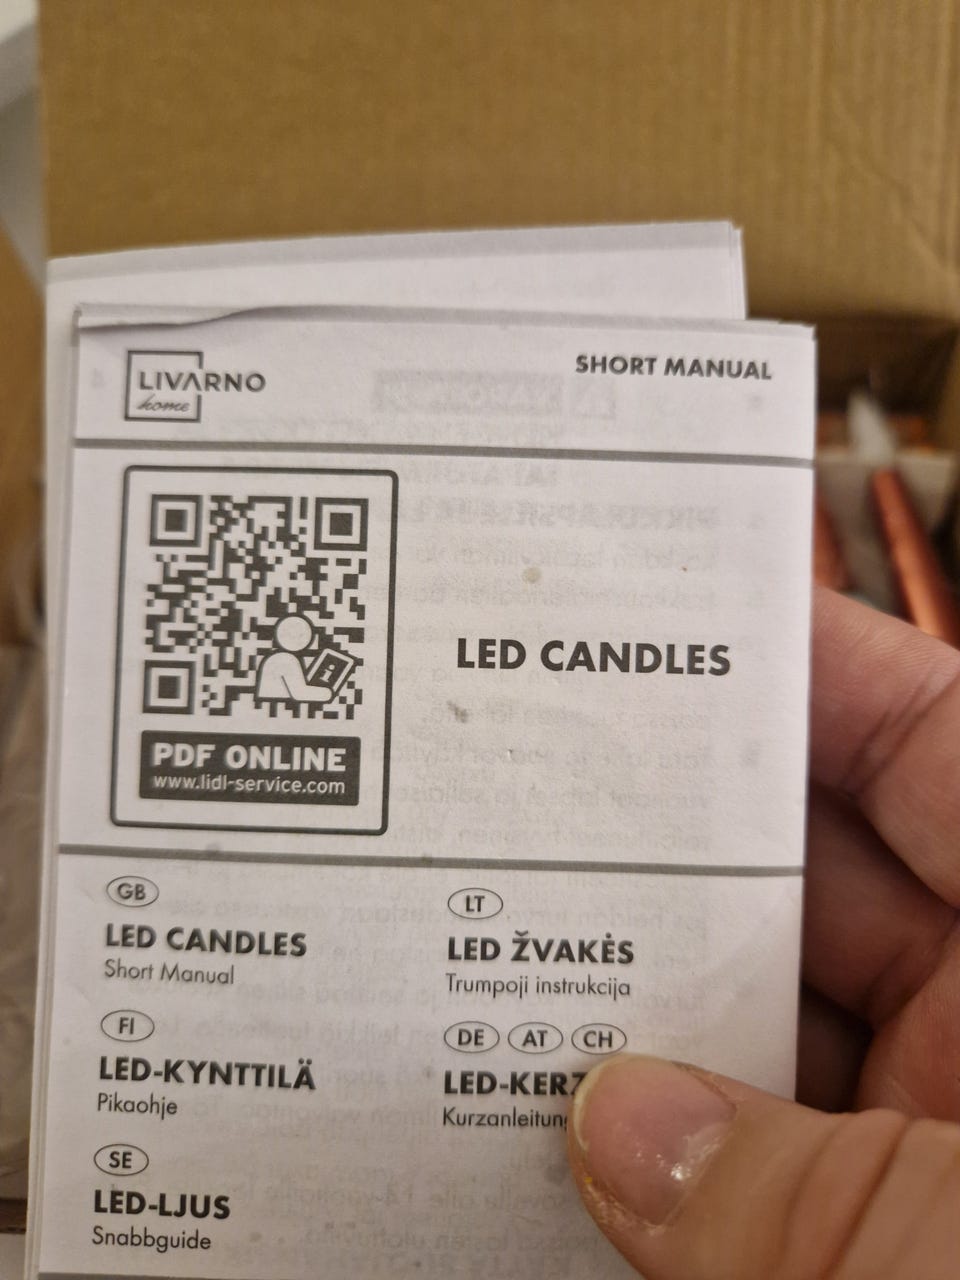 LIVARNO
home
SHORT MANUAL
PDF ONLINE
www.lidl-service.com
LED CANDLES
GB
LED CANDLES
Short Manual
FI
LED-KYNTTILÄ
Pikaohje
SE
LED-LJUS
Snabbguide
LT
LED ŽVAKĖS
Trumpoji instrukcija
DE AT CH
Kurzanleitung